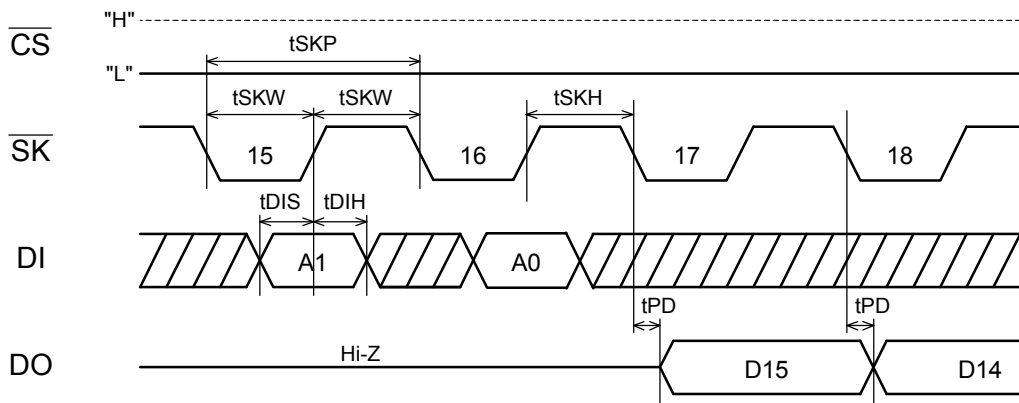 "H"
CS
tSKP
"L"
tSKW tSKW tSKH
SK
15 16 17 18
tDIS tDIH
DI
A1 A0
tPD tPD
Hi-Z
DO
D15 D14